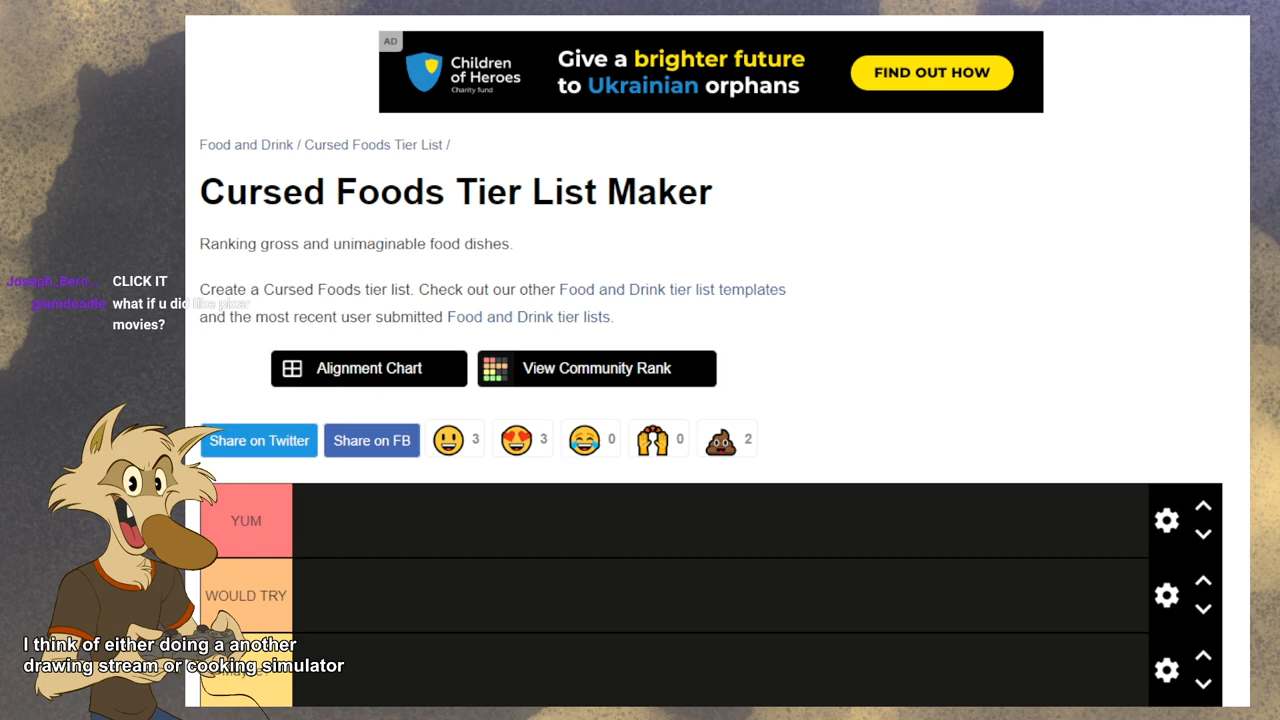 AD
Children
of Heroes
Charity fund
Give a brighter future
to Ukrainian orphans
FIND OUT HOW
Food and Drink / Cursed Foods Tier List /
Cursed Foods Tier List Maker
Ranking gross and unimaginable food dishes.
Joseph_Bern... CLICK IT
glumdoodle what if u did like pixar
movies?
Create a Cursed Foods tier list. Check out our other Food and Drink tier list templates
and the most recent user submitted Food and Drink tier lists.
Alignment Chart
View Community Rank
Share on Twitter
Share on FB
3
3
0
0
2
YUM
WOULD TRY
I think of either doing a another
drawing stream or cooking simulator